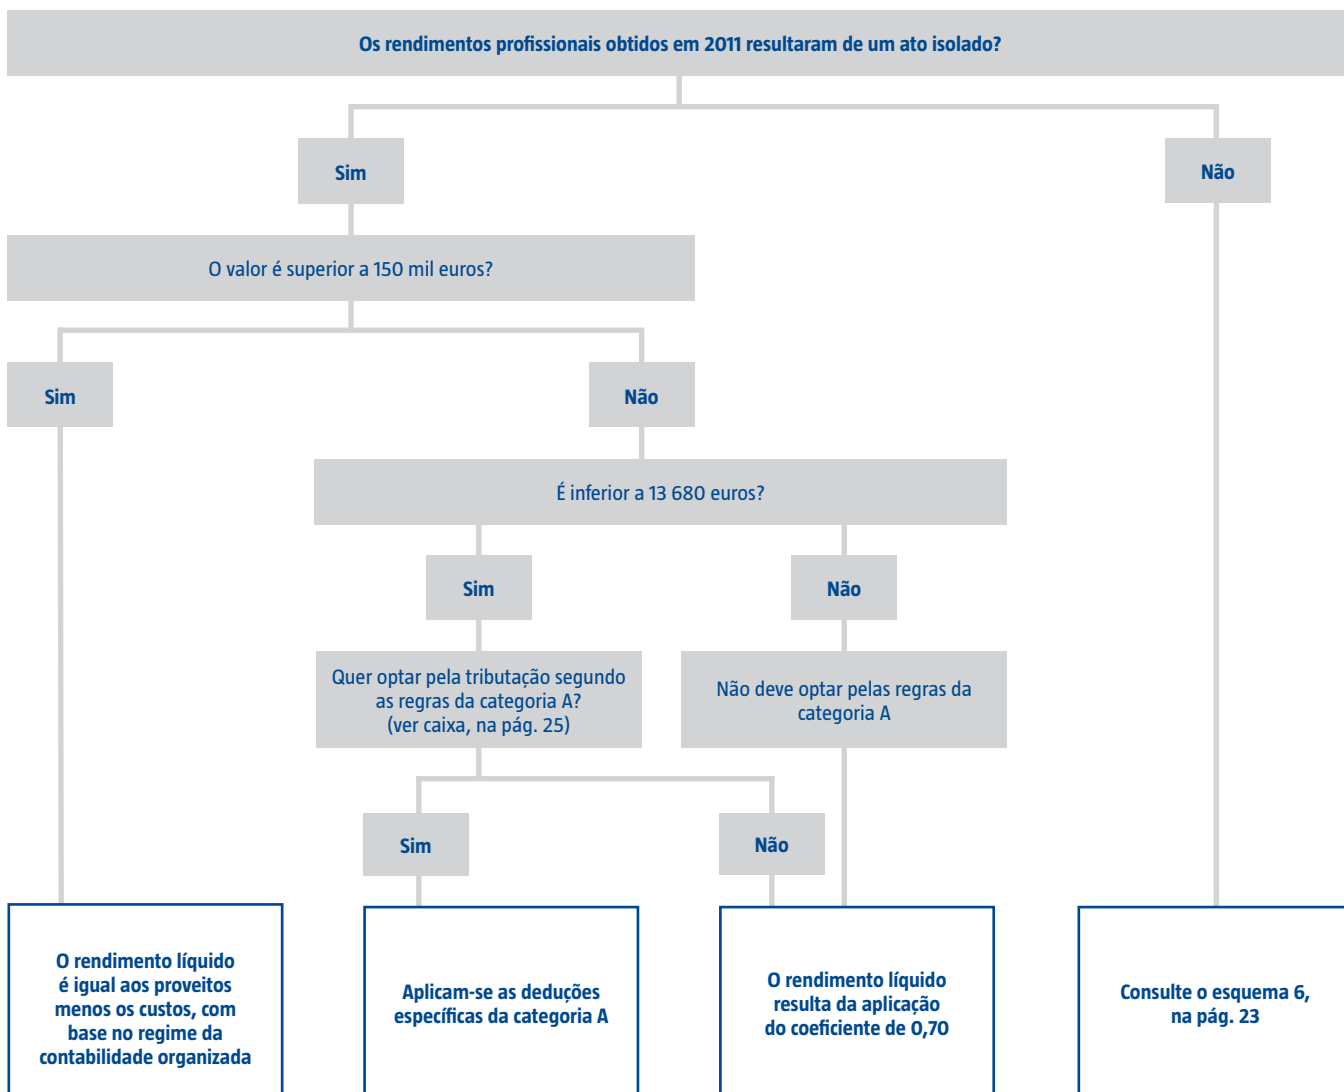 Os rendimentos profissionais obtidos em 2011 resultaram de um ato isolado?
Sim
Não
O valor é superior a 150 mil euros?
Sim
Não
É inferior a 13 680 euros?
Sim
Não
Quer optar pela tributação segundo
as regras da categoria A?
(ver caixa, na pág. 25)
Não deve optar pelas regras da
categoria A
Sim
Não
O rendimento líquido
é igual aos proveitos
menos os custos, com
base no regime da
contabilidade organizada
Aplicam-se as deduções
específicas da categoria A
O rendimento líquido
resulta da aplicação
do coeficiente de 0,70
Consulte o esquema 6,
na pág. 23